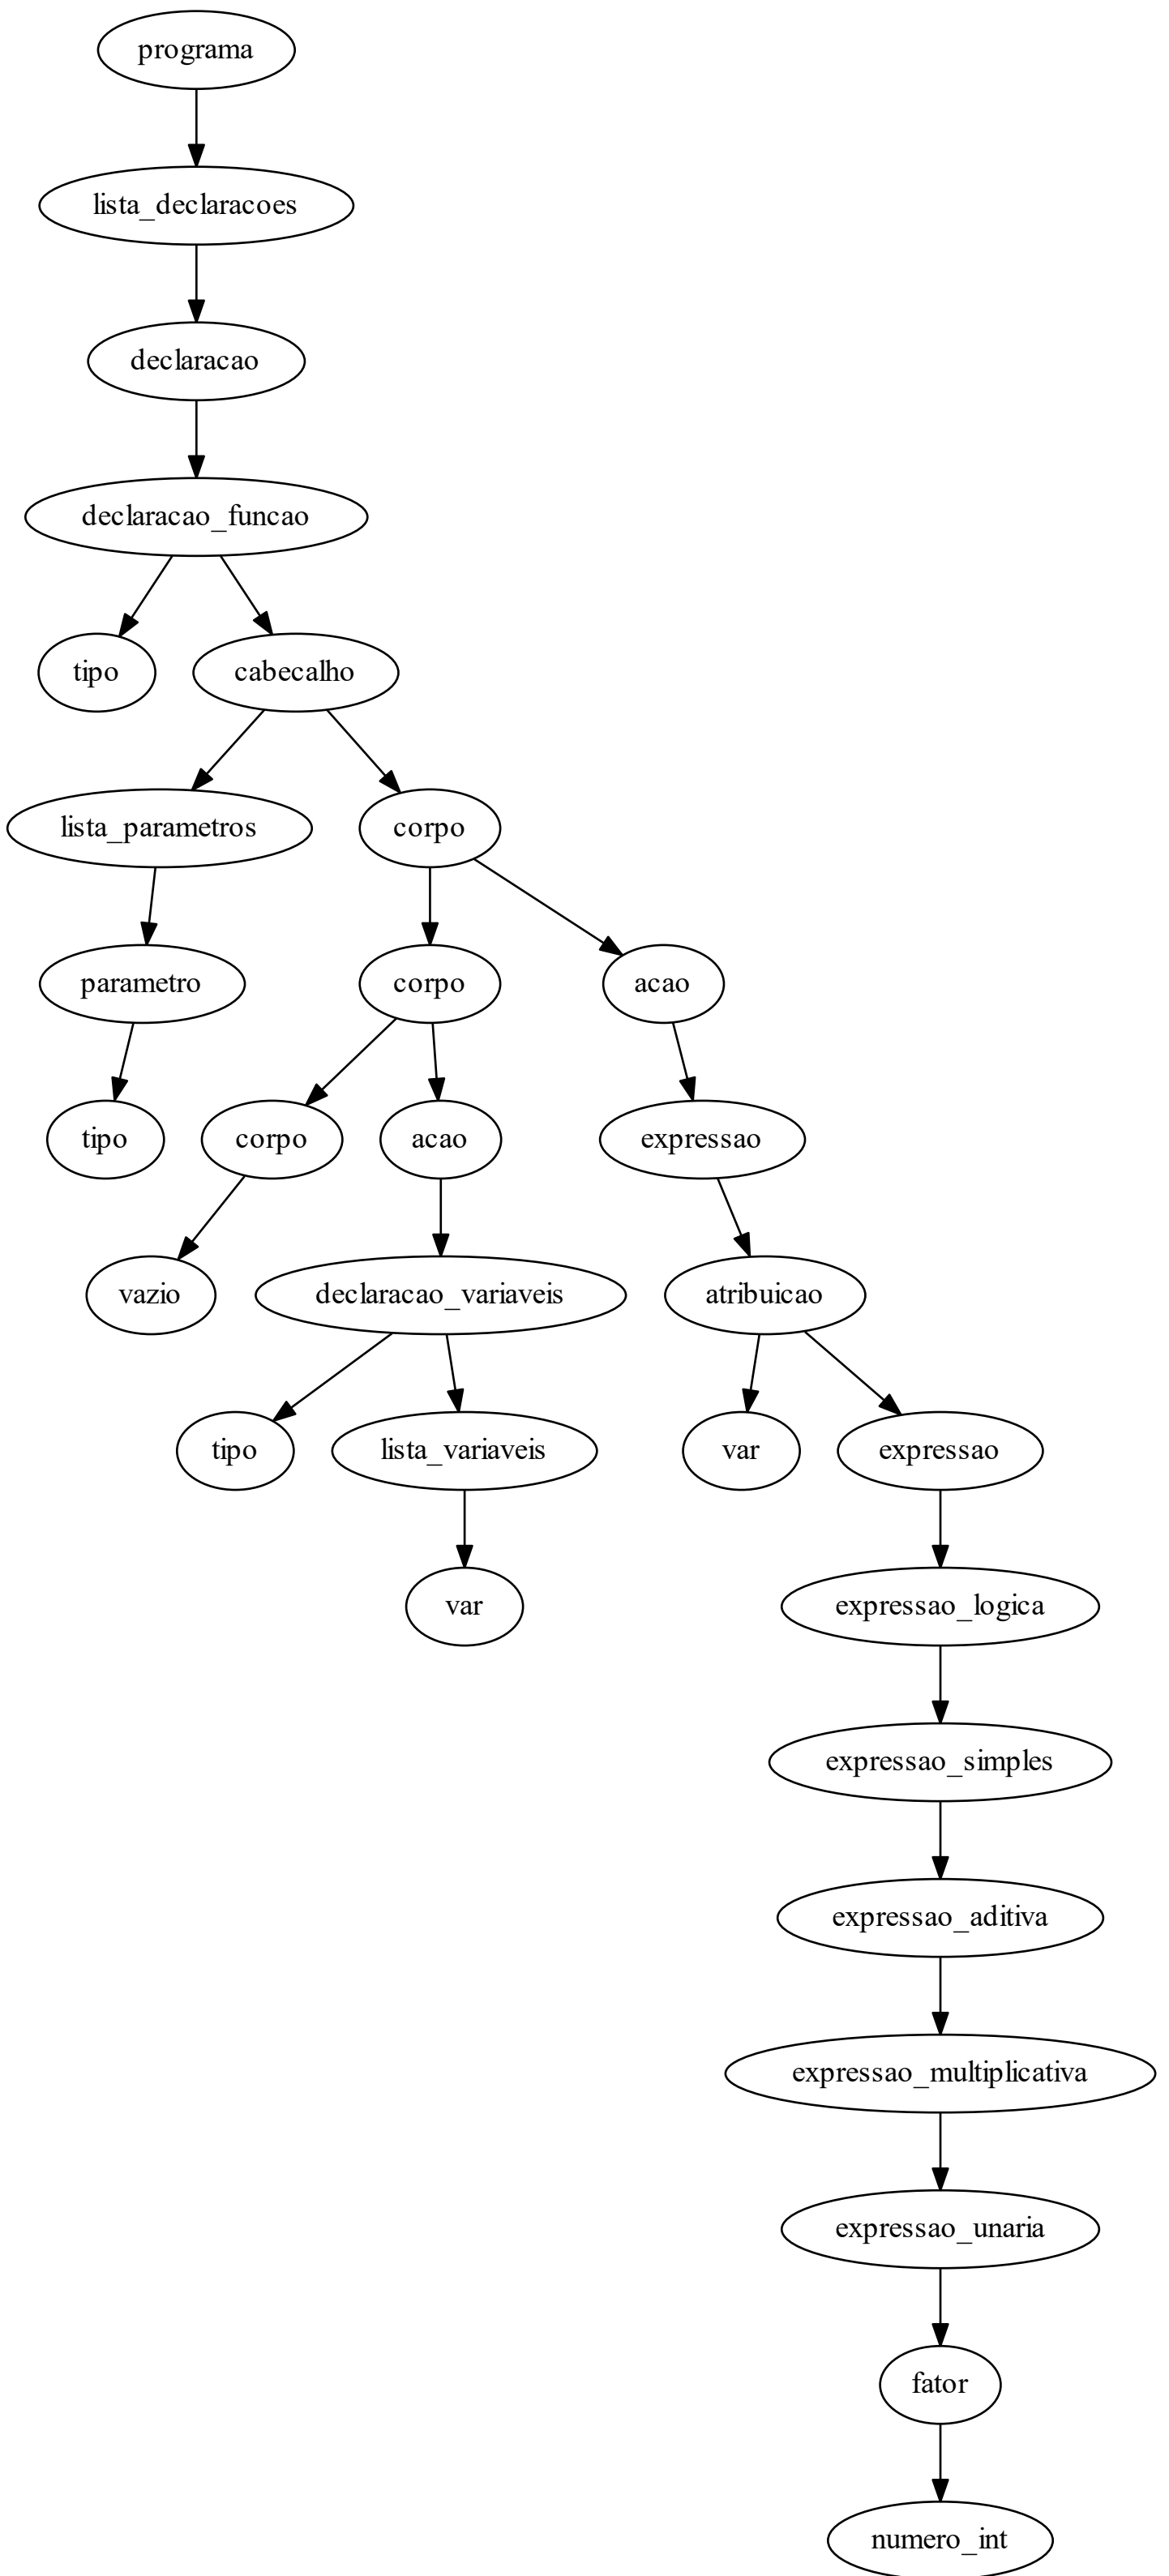 programa
lista_declaracoes
declaracao
declaracao_funcao
tipo
cabecalho
lista_parametros
corpo
parametro
corpo
acao
tipo
corpo
acao
expressao
vazio
declaracao_variaveis
atribuicao
tipo
lista_variaveis
var
expressao
var
expressao_logica
expressao_simples
expressao_aditiva
expressao_multiplicativa
expressao_unaria
fator
numero_int